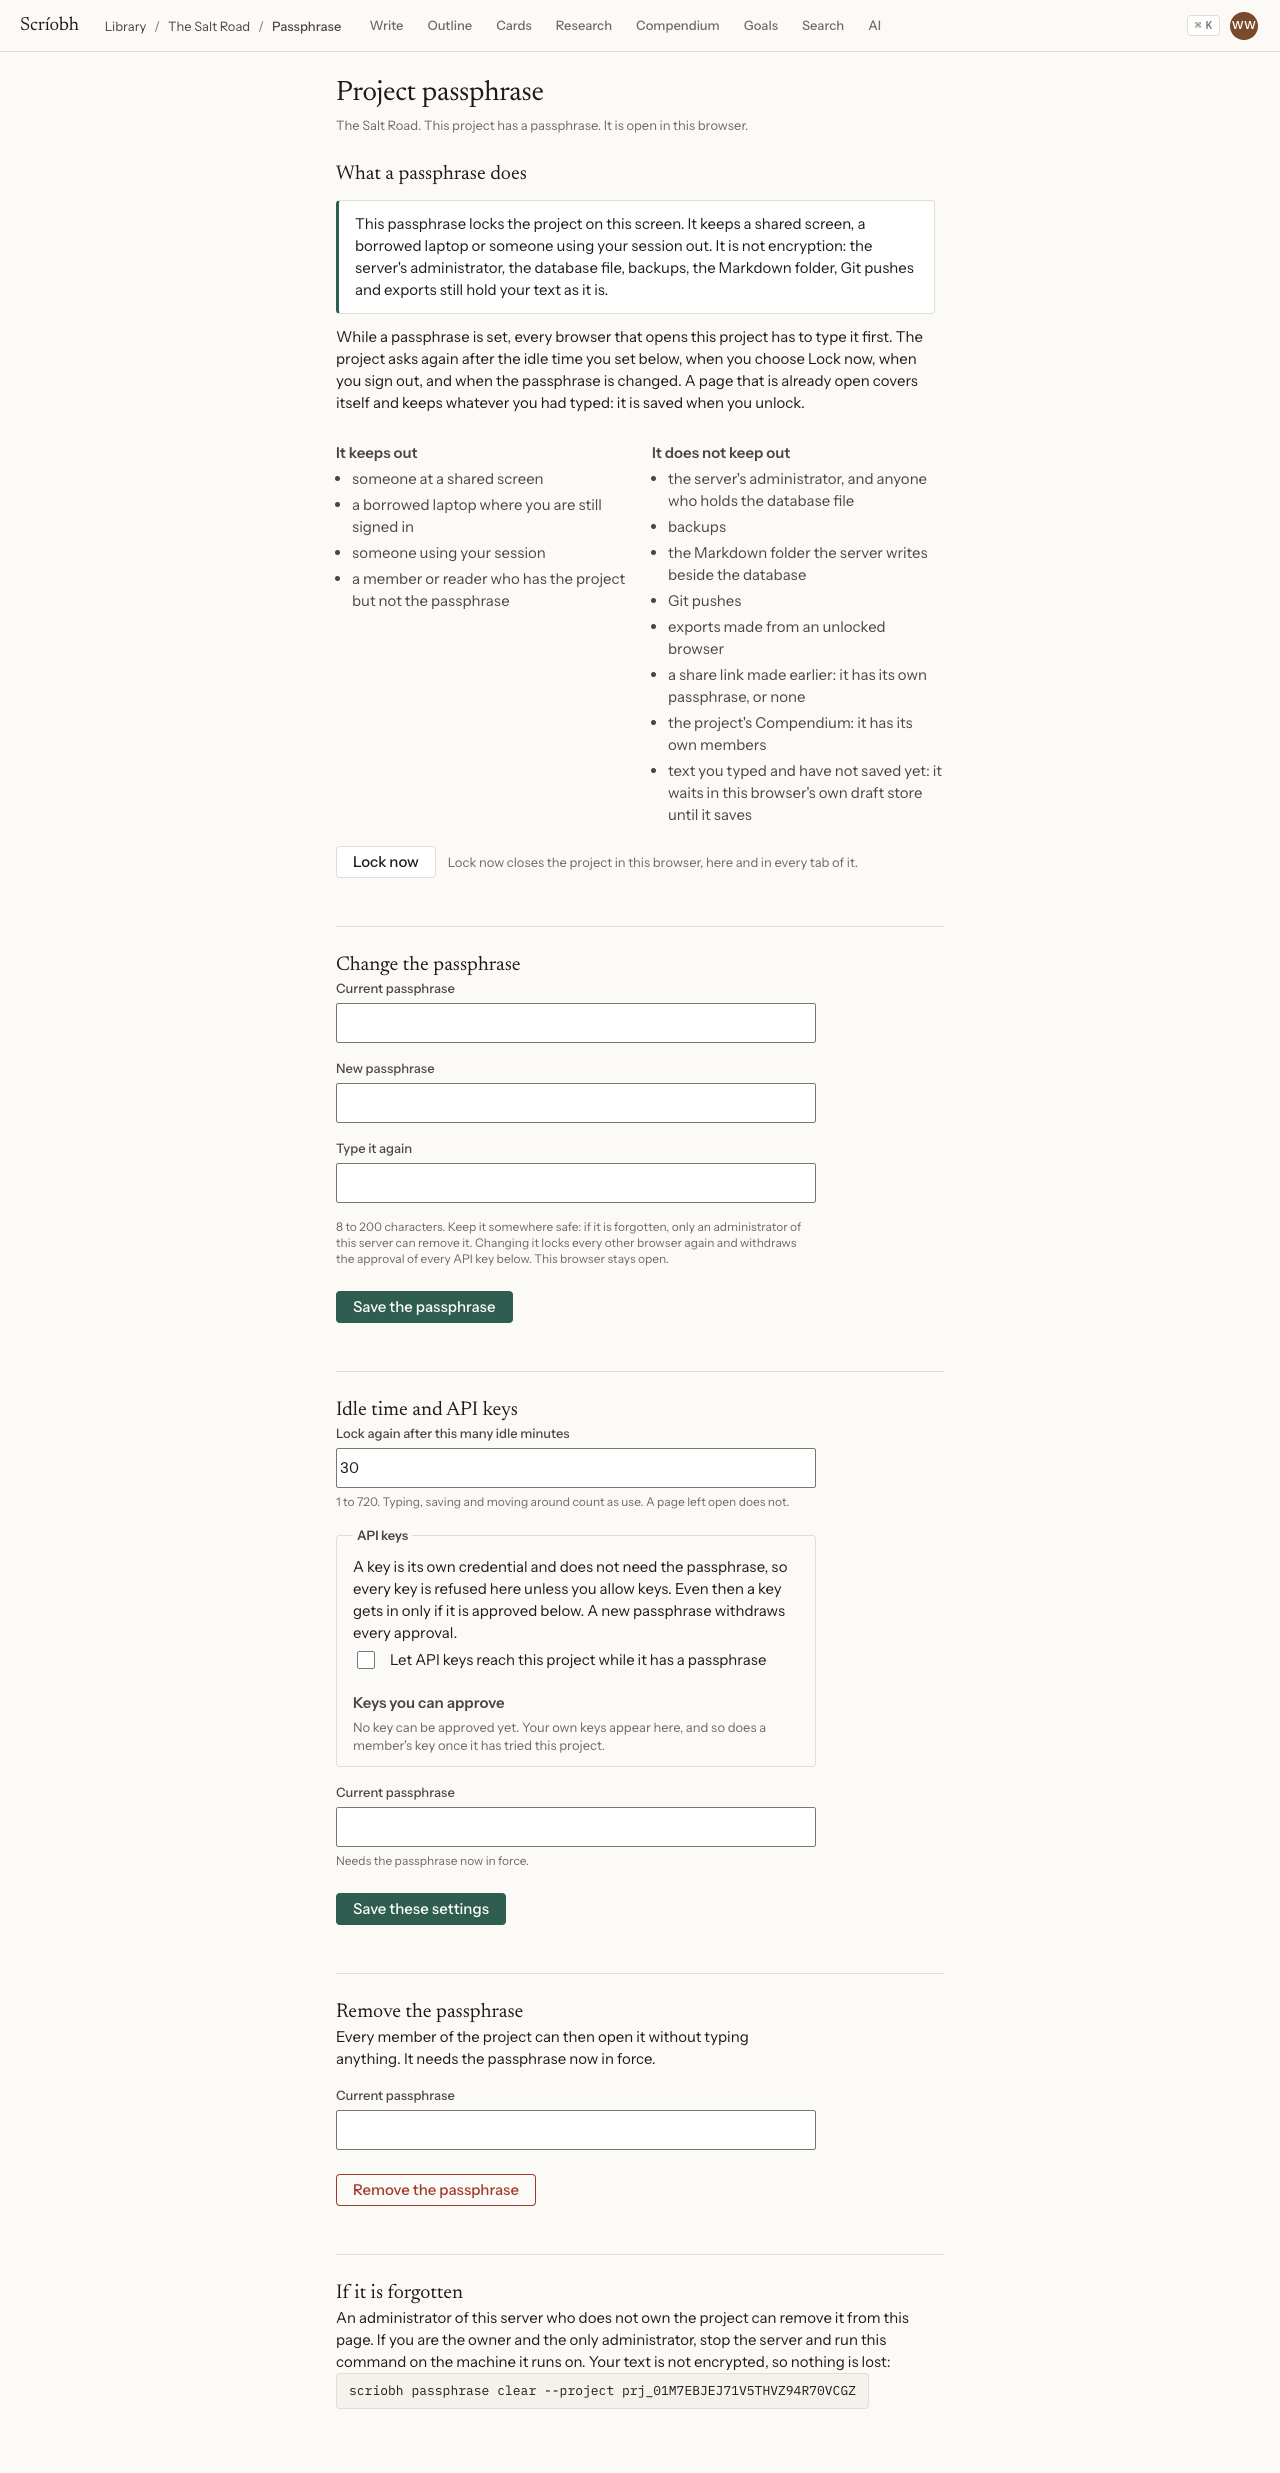 Scríobh
Library / The Salt Road / Passphrase
Write
Outline
Cards
Research
Compendium
Goals
Search
AI
⌘ K
WW
Project passphrase
The Salt Road. This project has a passphrase. It is open in this browser.
What a passphrase does
This passphrase locks the project on this screen. It keeps a shared screen, a
borrowed laptop or someone using your session out. It is not encryption: the
server's administrator, the database file, backups, the Markdown folder, Git pushes
and exports still hold your text as it is.
While a passphrase is set, every browser that opens this project has to type it first. The
project asks again after the idle time you set below, when you choose Lock now, when
you sign out, and when the passphrase is changed. A page that is already open covers
itself and keeps whatever you had typed: it is saved when you unlock.
It keeps out
someone at a shared screen
a borrowed laptop where you are still
signed in
someone using your session
a member or reader who has the project
but not the passphrase
It does not keep out
the server's administrator, and anyone
who holds the database file
backups
the Markdown folder the server writes
beside the database
Git pushes
exports made from an unlocked
browser
a share link made earlier: it has its own
passphrase, or none
the project's Compendium: it has its
own members
text you typed and have not saved yet: it
waits in this browser's own draft store
until it saves
Lock now
Lock now closes the project in this browser, here and in every tab of it.
Change the passphrase
Current passphrase
New passphrase
Type it again
8 to 200 characters. Keep it somewhere safe: if it is forgotten, only an administrator of
this server can remove it. Changing it locks every other browser again and withdraws
the approval of every API key below. This browser stays open.
Save the passphrase
Idle time and API keys
Lock again after this many idle minutes
30
1 to 720. Typing, saving and moving around count as use. A page left open does not.
API keys
A key is its own credential and does not need the passphrase, so
every key is refused here unless you allow keys. Even then a key
gets in only if it is approved below. A new passphrase withdraws
every approval.
Let API keys reach this project while it has a passphrase
Keys you can approve
No key can be approved yet. Your own keys appear here, and so does a
member's key once it has tried this project.
Current passphrase
Needs the passphrase now in force.
Save these settings
Remove the passphrase
Every member of the project can then open it without typing
anything. It needs the passphrase now in force.
Current passphrase
Remove the passphrase
If it is forgotten
An administrator of this server who does not own the project can remove it from this
page. If you are the owner and the only administrator, stop the server and run this
command on the machine it runs on. Your text is not encrypted, so nothing is lost:
scriobh passphrase clear --project prj_01M7EBJEJ71V5THVZ94R70VCGZ